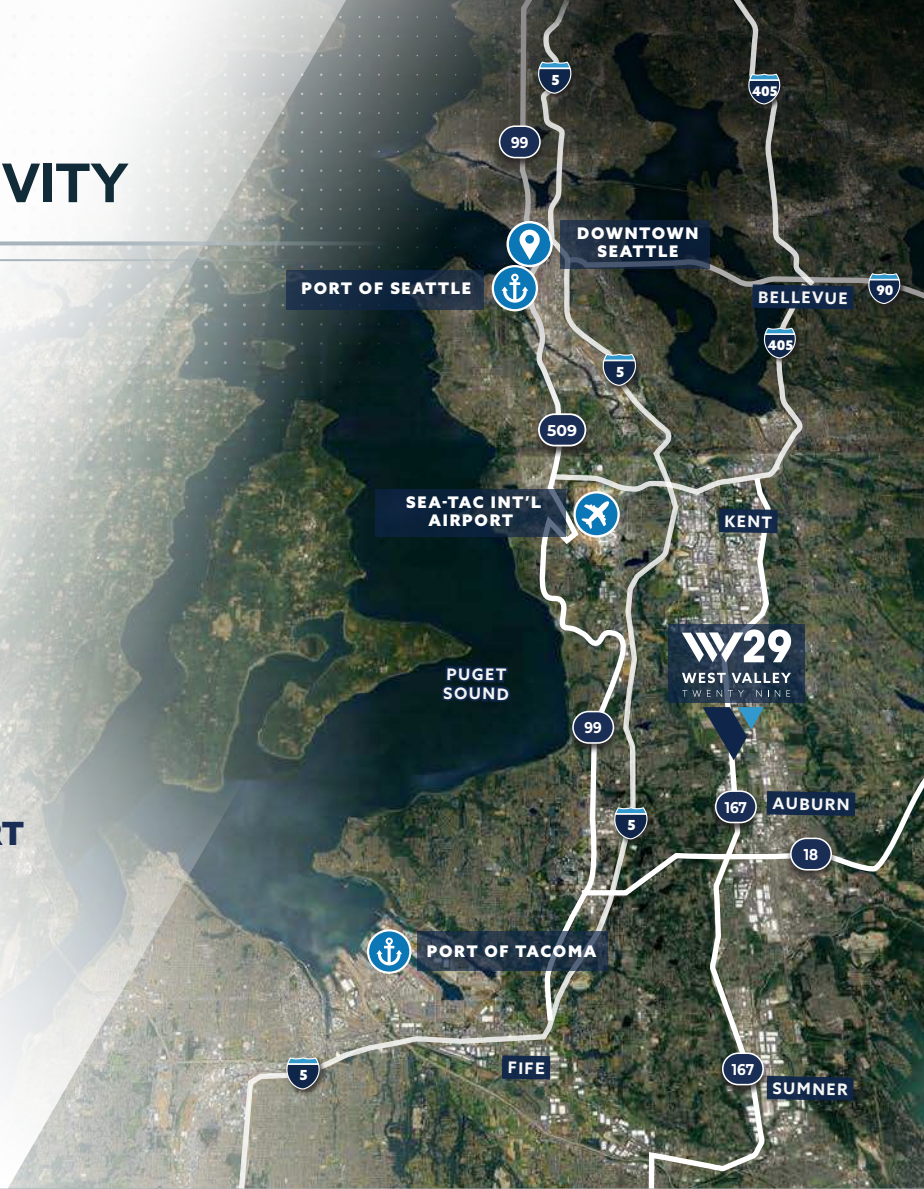 5
405
99
VITY
DOWNTOWN
SEATTLE
PORT OF SEATTLE
90
BELLEVUE
405
5
509
SEA-TAC INT'L
AIRPORT
KENT
W29
WEST VALLEY
TWENTY NINE
PUGET
SOUND
99
167
AUBURN
RT
5
18
PORT OF TACOMA
FIFE
5
167
SUMNER